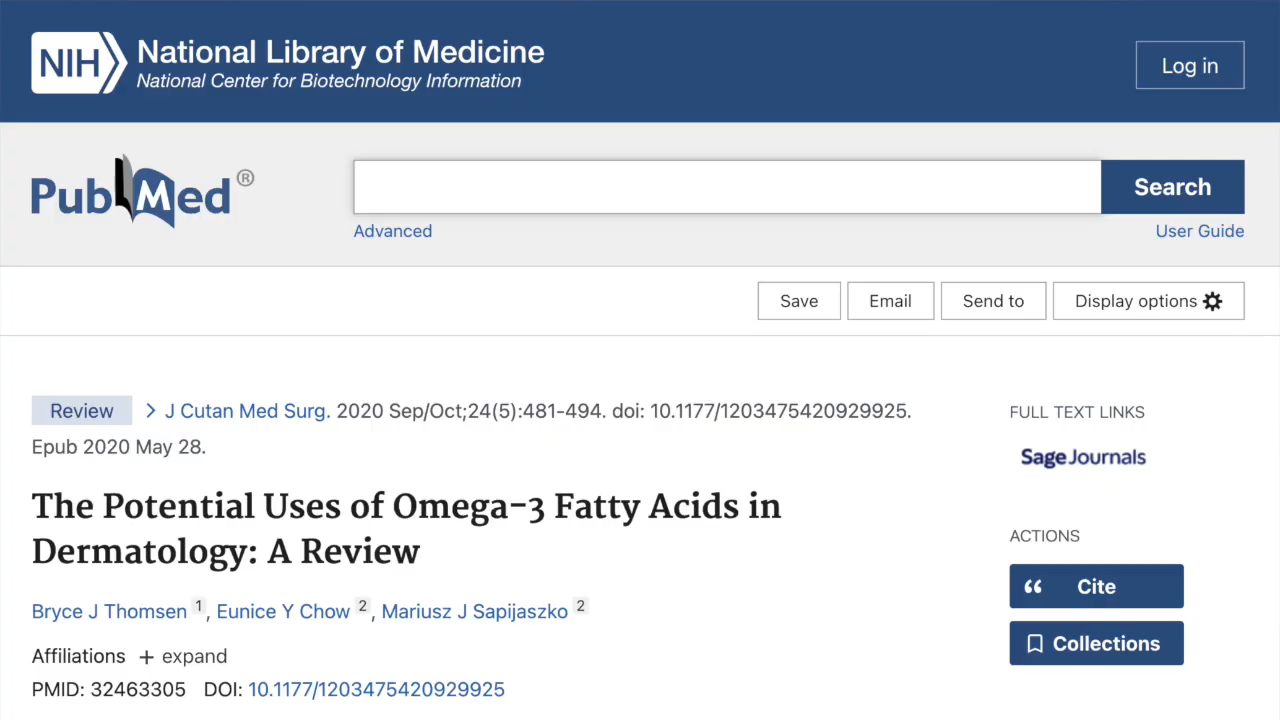 NIH National Library of Medicine
National Center for Biotechnology Information
Log in
PubMed®
Search
Advanced
User Guide
Save
Email
Send to
Display options
Review
J Cutan Med Surg. 2020 Sep/Oct;24(5):481-494. doi: 10.1177/1203475420929925.
Epub 2020 May 28.
The Potential Uses of Omega-3 Fatty Acids in
Dermatology: A Review
Bryce J Thomsen 1, Eunice Y Chow 2, Mariusz J Sapijaszko 2
Affiliations + expand
PMID: 32463305 DOI: 10.1177/1203475420929925
FULL TEXT LINKS
Sage Journals
ACTIONS
Cite
Collections